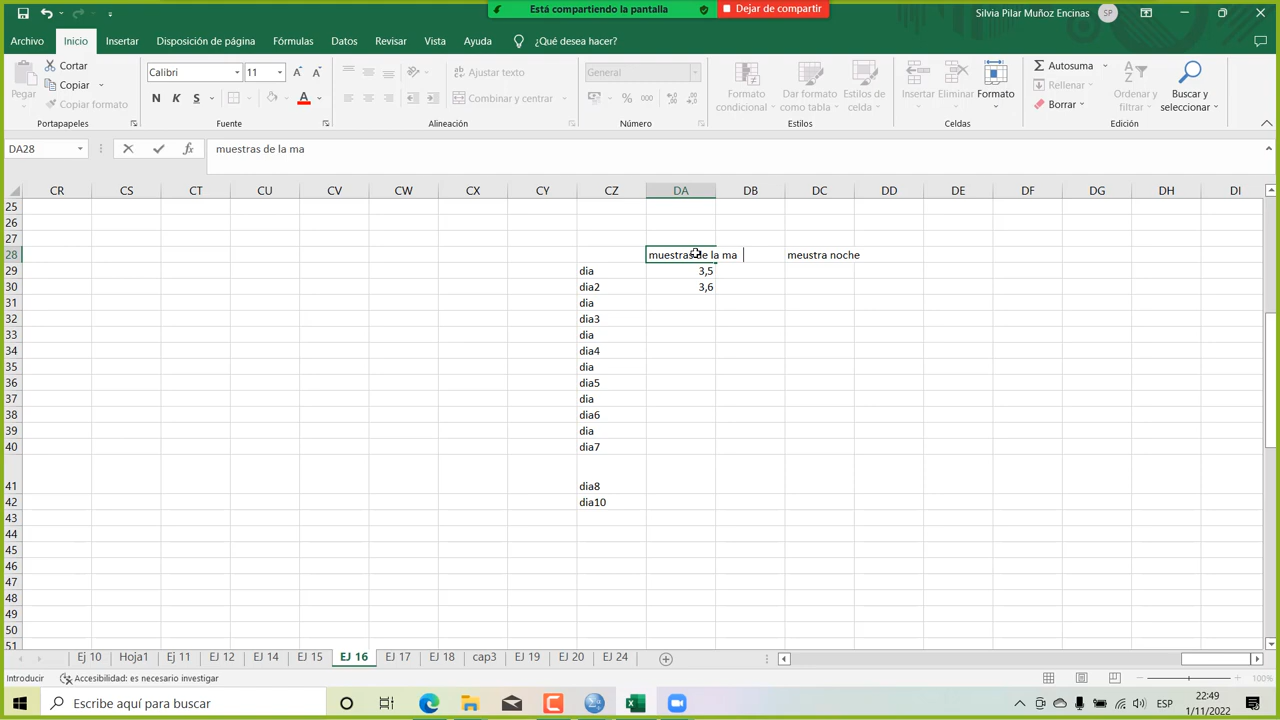 Está compartiendo la pantalla
Dejar de compartir
Silvia Pilar Muñoz Encinas
SP
Archivo Inicio Insertar Disposición de página Fórmulas Datos Revisar Vista Ayuda ¿Qué desea hacer?
Pegar
Cortar
Copiar
Copiar formato
Portapapeles
Calibri 11
N K S
Fuente
Ajustar texto
Combinar y centrar
Alineación
General
% 000
Número
Formato condicional
Dar formato como tabla
Estilos de celda
Estilos
Insertar Eliminar Formato
Celdas
Autosuma
Rellenar
Borrar
Ordenar y filtrar
Buscar y seleccionar
Edición
DA28 fx muestras de la ma
CR CS CT CU CV CW CX CY CZ DA DB DC DD DE DF DG DH DI
25
26
27
28 muestras de la ma meustra noche
29 dia 3,5
30 dia2 3,6
31 dia
32 dia3
33 dia
34 dia4
35 dia
36 dia5
37 dia
38 dia6
39 dia
40 dia7
41 dia8
42 dia10
43
44
45
46
47
48
49
50
51
Ej 10 Hoja1 Ej 11 EJ 12 EJ 14 EJ 15 EJ 16 EJ 17 EJ 18 cap3 EJ 19 EJ 20 EJ 24
Introducir Accesibilidad: es necesario investigar 100%
Escribe aquí para buscar
ESP
22:49
1/11/2022